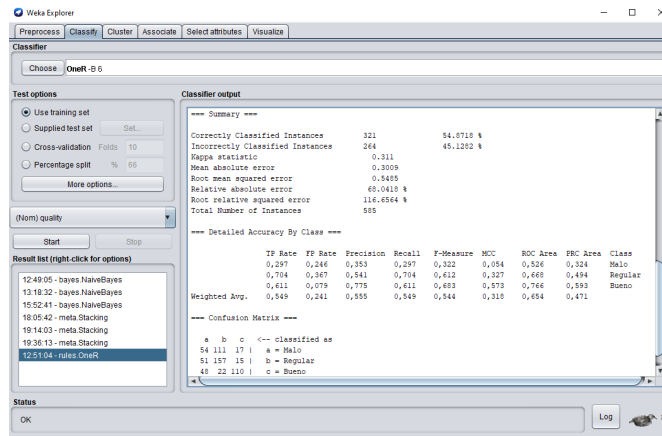 Weka Explorer
Preprocess Classify Cluster Associate Select attributes Visualize
Classifier
Choose OneR -B 6
Test options
Use training set
Supplied test set Set...
Cross-validation Folds 10
Percentage split % 66
More options...
(Nom) quality
Start Stop
Result list (right-click for options)
12:49:05 - bayes.NaiveBayes
13:18:32 - bayes.NaiveBayes
15:52:41 - bayes.NaiveBayes
18:05:42 - meta.Stacking
19:14:03 - meta.Stacking
19:36:13 - meta.Stacking
12:51:04 - rules.OneR
Classifier output
=== Summary ===
Correctly Classified Instances 321 54.8718 %
Incorrectly Classified Instances 264 45.1282 %
Kappa statistic 0.311
Mean absolute error 0.3009
Root mean squared error 0.5485
Relative absolute error 68.0418 %
Root relative squared error 116.6564 %
Total Number of Instances 585
=== Detailed Accuracy By Class ===
TP Rate FP Rate Precision Recall F-Measure MCC ROC Area PRC Area Class
0,297 0,246 0,353 0,297 0,322 0,054 0,526 0,324 Malo
0,704 0,367 0,541 0,704 0,612 0,327 0,668 0,494 Regular
0,611 0,079 0,775 0,611 0,683 0,573 0,766 0,593 Bueno
Weighted Avg. 0,549 0,241 0,555 0,549 0,544 0,318 0,654 0,471
=== Confusion Matrix ===
a b c <-- classified as
54 111 17 | a = Malo
51 157 15 | b = Regular
48 22 110 | c = Bueno
Status
OK
Log